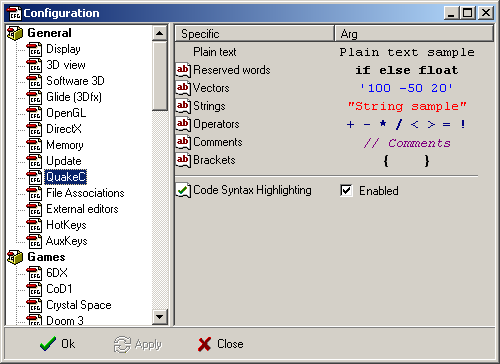 Configuration
General
Display
3D view
Software 3D
Glide (3Dfx)
OpenGL
DirectX
Memory
Update
QuakeC
File Associations
External editors
HotKeys
AuxKeys
Games
6DX
CoD1
Crystal Space
Doom 3
Specific Arg
Plain text Plain text sample
Reserved words if else float
Vectors '100 -50 20'
Strings "String sample"
Operators + - * / < > = !
Comments // Comments
Brackets { }
Code Syntax Highlighting Enabled
Ok Apply Close